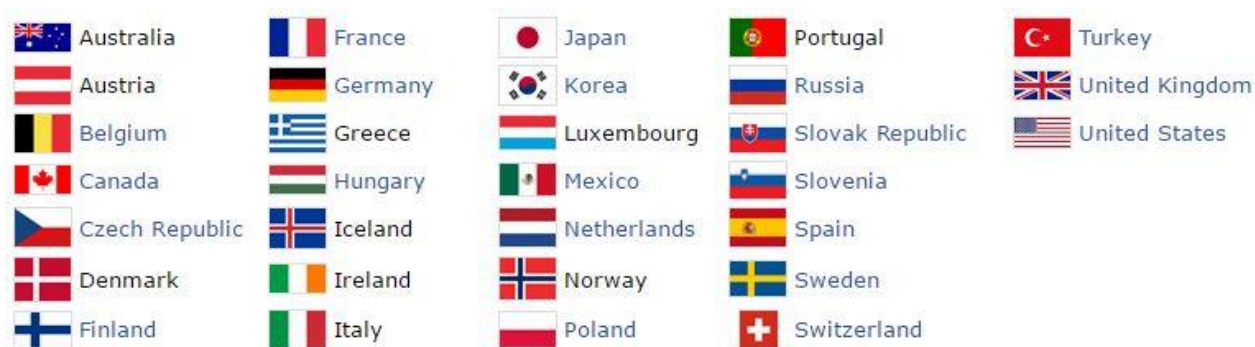 Australia
Austria
Belgium
Canada
Czech Republic
Denmark
Finland
France
Germany
Greece
Hungary
Iceland
Ireland
Italy
Japan
Korea
Luxembourg
Mexico
Netherlands
Norway
Poland
Portugal
Russia
Slovak Republic
Slovenia
Spain
Sweden
Switzerland
Turkey
United Kingdom
United States